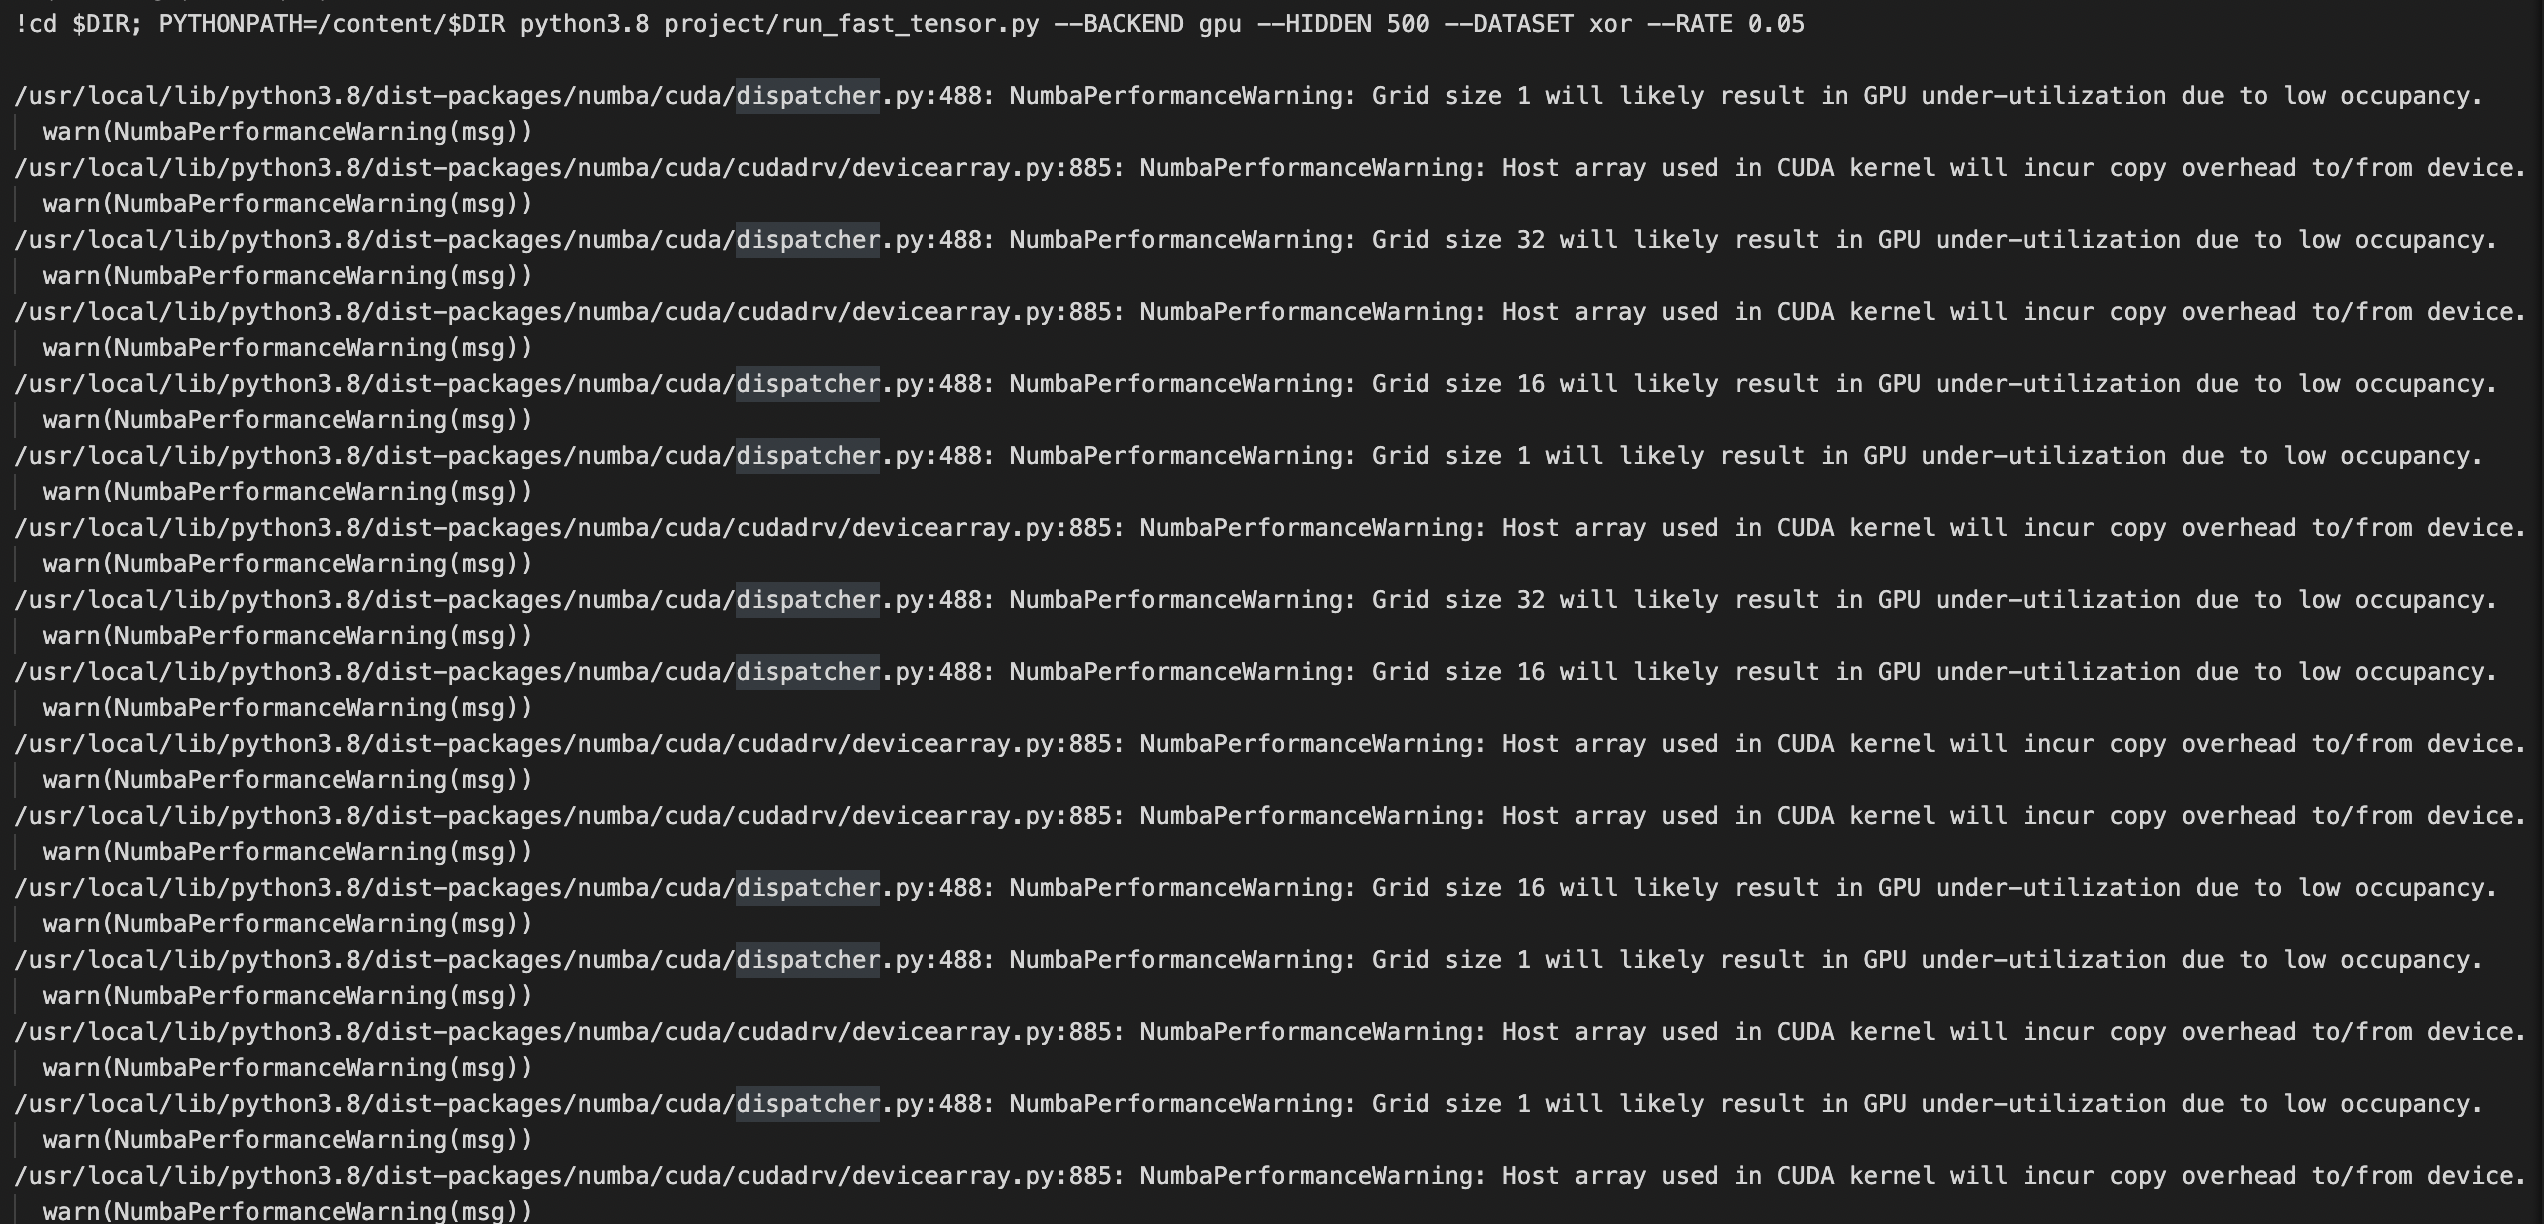 !cd $DIR; PYTHONPATH=/content/$DIR python3.8 project/run_fast_tensor.py --BACKEND gpu --HIDDEN 500 --DATASET xor --RATE 0.05
/usr/local/lib/python3.8/dist-packages/numba/cuda/dispatcher.py:488: NumbaPerformanceWarning: Grid size 1 will likely result in GPU under-utilization due to low occupancy.
warn(NumbaPerformanceWarning(msg))
/usr/local/lib/python3.8/dist-packages/numba/cuda/cudadrv/devicearray.py:885: NumbaPerformanceWarning: Host array used in CUDA kernel will incur copy overhead to/from device.
warn(NumbaPerformanceWarning(msg))
/usr/local/lib/python3.8/dist-packages/numba/cuda/dispatcher.py:488: NumbaPerformanceWarning: Grid size 32 will likely result in GPU under-utilization due to low occupancy.
warn(NumbaPerformanceWarning(msg))
/usr/local/lib/python3.8/dist-packages/numba/cuda/cudadrv/devicearray.py:885: NumbaPerformanceWarning: Host array used in CUDA kernel will incur copy overhead to/from device.
warn(NumbaPerformanceWarning(msg))
/usr/local/lib/python3.8/dist-packages/numba/cuda/dispatcher.py:488: NumbaPerformanceWarning: Grid size 16 will likely result in GPU under-utilization due to low occupancy.
warn(NumbaPerformanceWarning(msg))
/usr/local/lib/python3.8/dist-packages/numba/cuda/dispatcher.py:488: NumbaPerformanceWarning: Grid size 1 will likely result in GPU under-utilization due to low occupancy.
warn(NumbaPerformanceWarning(msg))
/usr/local/lib/python3.8/dist-packages/numba/cuda/cudadrv/devicearray.py:885: NumbaPerformanceWarning: Host array used in CUDA kernel will incur copy overhead to/from device.
warn(NumbaPerformanceWarning(msg))
/usr/local/lib/python3.8/dist-packages/numba/cuda/dispatcher.py:488: NumbaPerformanceWarning: Grid size 32 will likely result in GPU under-utilization due to low occupancy.
warn(NumbaPerformanceWarning(msg))
/usr/local/lib/python3.8/dist-packages/numba/cuda/dispatcher.py:488: NumbaPerformanceWarning: Grid size 16 will likely result in GPU under-utilization due to low occupancy.
warn(NumbaPerformanceWarning(msg))
/usr/local/lib/python3.8/dist-packages/numba/cuda/cudadrv/devicearray.py:885: NumbaPerformanceWarning: Host array used in CUDA kernel will incur copy overhead to/from device.
warn(NumbaPerformanceWarning(msg))
/usr/local/lib/python3.8/dist-packages/numba/cuda/cudadrv/devicearray.py:885: NumbaPerformanceWarning: Host array used in CUDA kernel will incur copy overhead to/from device.
warn(NumbaPerformanceWarning(msg))
/usr/local/lib/python3.8/dist-packages/numba/cuda/dispatcher.py:488: NumbaPerformanceWarning: Grid size 16 will likely result in GPU under-utilization due to low occupancy.
warn(NumbaPerformanceWarning(msg))
/usr/local/lib/python3.8/dist-packages/numba/cuda/dispatcher.py:488: NumbaPerformanceWarning: Grid size 1 will likely result in GPU under-utilization due to low occupancy.
warn(NumbaPerformanceWarning(msg))
/usr/local/lib/python3.8/dist-packages/numba/cuda/cudadrv/devicearray.py:885: NumbaPerformanceWarning: Host array used in CUDA kernel will incur copy overhead to/from device.
warn(NumbaPerformanceWarning(msg))
/usr/local/lib/python3.8/dist-packages/numba/cuda/dispatcher.py:488: NumbaPerformanceWarning: Grid size 1 will likely result in GPU under-utilization due to low occupancy.
warn(NumbaPerformanceWarning(msg))
/usr/local/lib/python3.8/dist-packages/numba/cuda/cudadrv/devicearray.py:885: NumbaPerformanceWarning: Host array used in CUDA kernel will incur copy overhead to/from device.
warn(NumbaPerformanceWarning(msg))